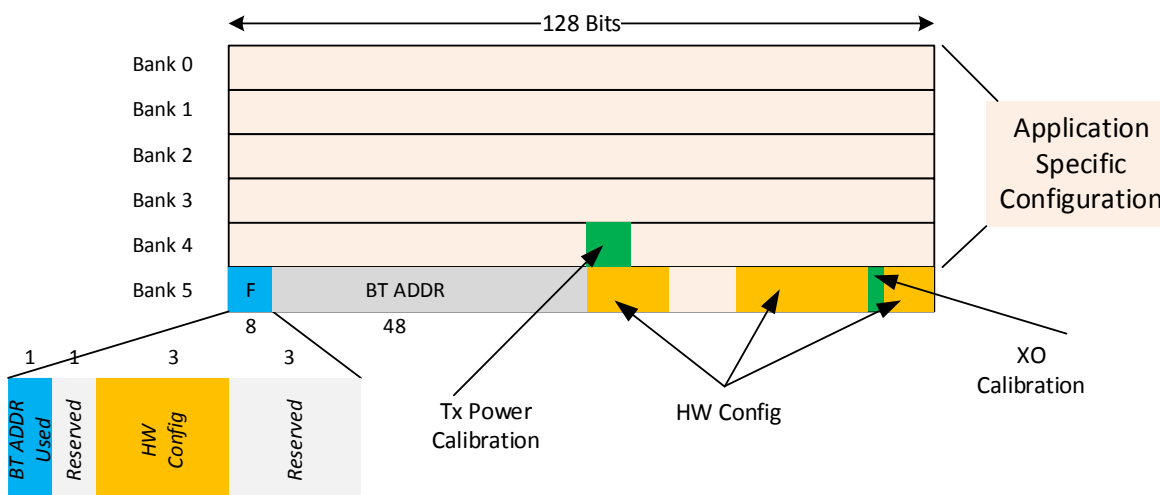 128 Bits
Bank 0
Bank 1
Bank 2
Bank 3
Bank 4
Bank 5
Application
Specific
Configuration
F
BT ADDR
8
48
1
1
3
3
BT ADDR
Used
Reserved
HW
Config
Reserved
Tx Power
Calibration
HW Config
XO
Calibration